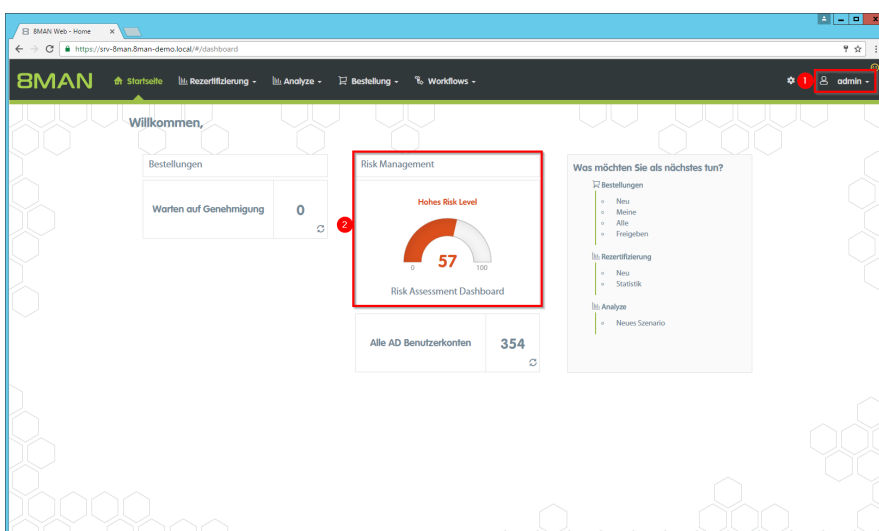 8MAN Web - Home
https://srv-8man.8man-demo.local/#/dashboard
8MAN
Startseite
Rezertifizierung
Analyze
Bestellung
Workflows
1
admin
Willkommen,
Bestellungen
Warten auf Genehmigung
0
Risk Management
2
Hohes Risk Level
57
0
100
Risk Assessment Dashboard
Alle AD Benutzerkonten
354
Was möchten Sie als nächstes tun?
Bestellungen
Neu
Meine
Alle
Freigeben
Rezertifizierung
Neu
Statistik
Analyze
Neues Szenario